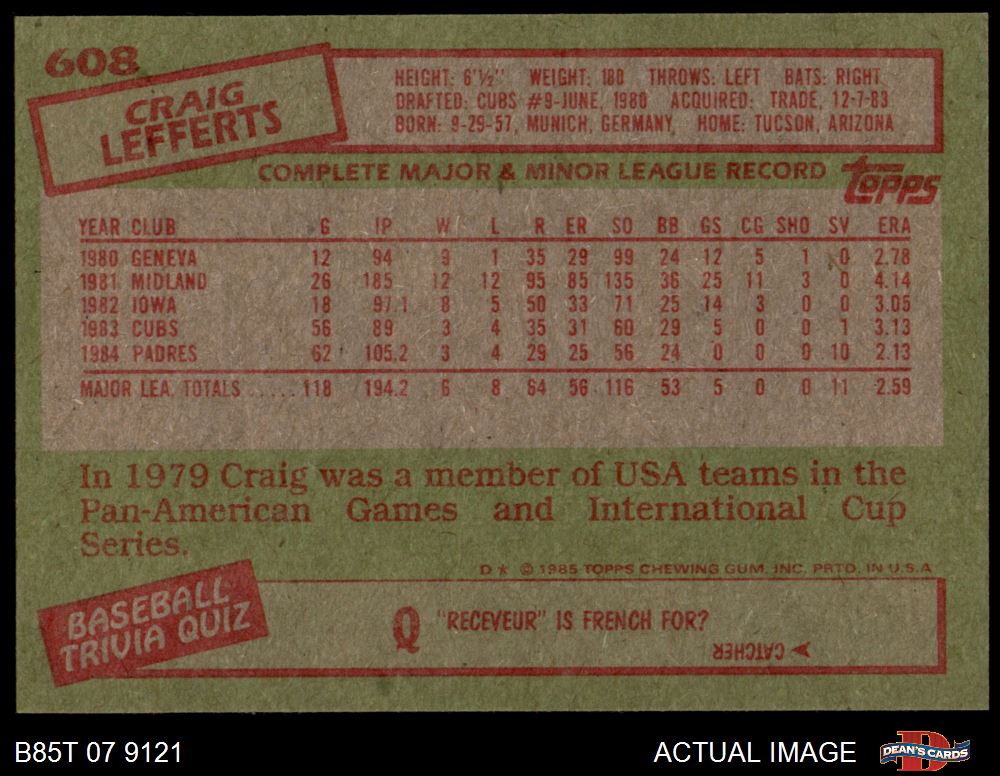 608
CRAIG
LEFFERTS
HEIGHT: 6'½" WEIGHT: 180 THROWS: LEFT BATS: RIGHT
DRAFTED: CUBS #9-JUNE, 1980 ACQUIRED: TRADE, 12-7-83
BORN: 9-29-57, MUNICH, GERMANY, HOME: TUCSON, ARIZONA
COMPLETE MAJOR & MINOR LEAGUE RECORD
TOPPS
YEAR CLUB G IP W L R ER SO BB GS CG SHO SV ERA
1980 GENEVA 12 94 9 1 35 29 99 24 12 5 1 0 2.78
1981 MIDLAND 26 185 12 12 95 85 135 36 25 11 3 0 4.14
1982 IOWA 18 97.1 8 5 50 33 71 25 14 3 0 0 3.05
1983 CUBS 56 89 3 4 35 31 60 29 5 0 0 1 3.13
1984 PADRES 62 105.2 3 4 29 25 56 24 0 0 0 10 2.13
MAJOR LEA. TOTALS ..... 118 194.2 6 8 64 56 116 53 5 0 0 11 2.59
In 1979 Craig was a member of USA teams in the
Pan-American Games and International Cup
Series.
D ★ © 1985 TOPPS CHEWING GUM, INC. PRTD. IN U.S.A
BASEBALL
TRIVIA QUIZ
Q "RECEVEUR" IS FRENCH FOR?
CATCHER
B85T 07 9121
ACTUAL IMAGE
DEAN'S CARDS